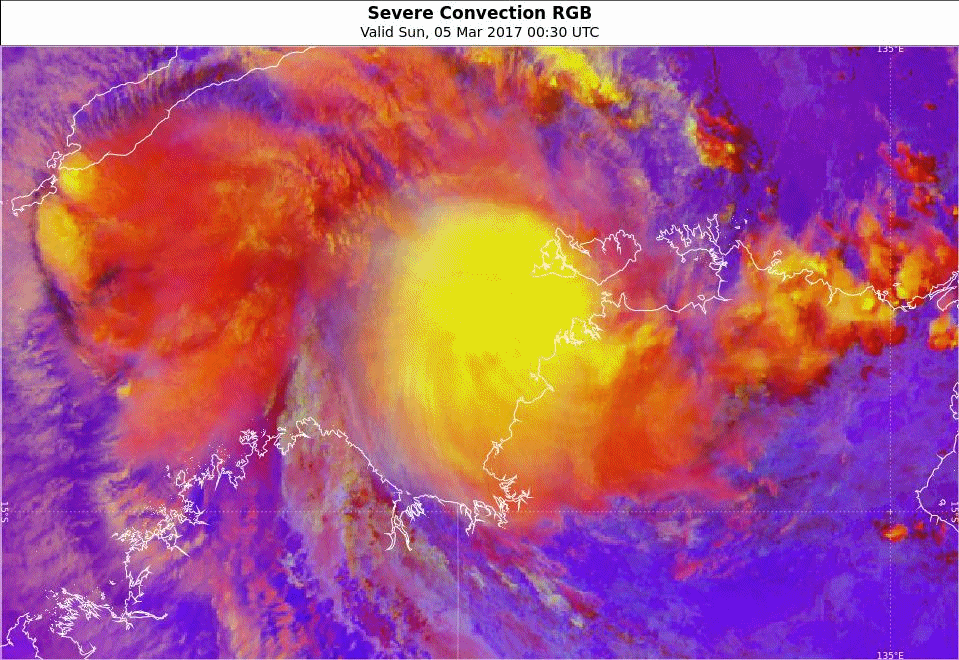 Severe Convection RGB
Valid Sun, 05 Mar 2017 00:30 UTC
135°E
15°S
15°S
135°E